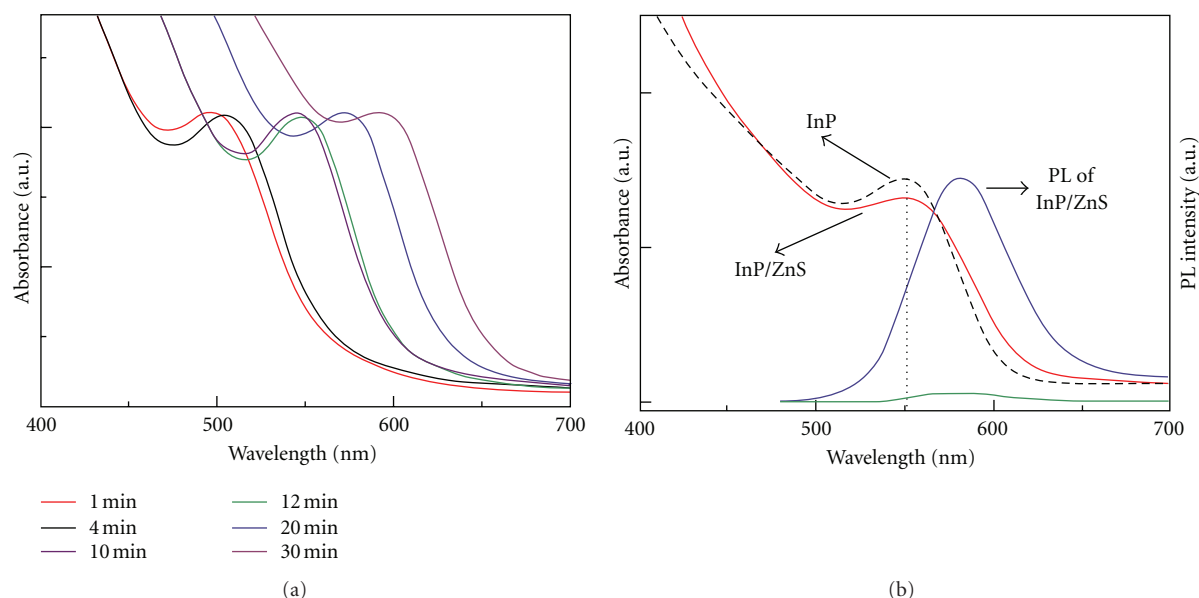 Absorbance (a.u.)
400
500
600
700
Wavelength (nm)
1 min
4 min
10 min
12 min
20 min
30 min
(a)
Absorbance (a.u.)
InP
InP/ZnS
PL of
InP/ZnS
PL intensity (a.u.)
400
500
600
700
Wavelength (nm)
(b)